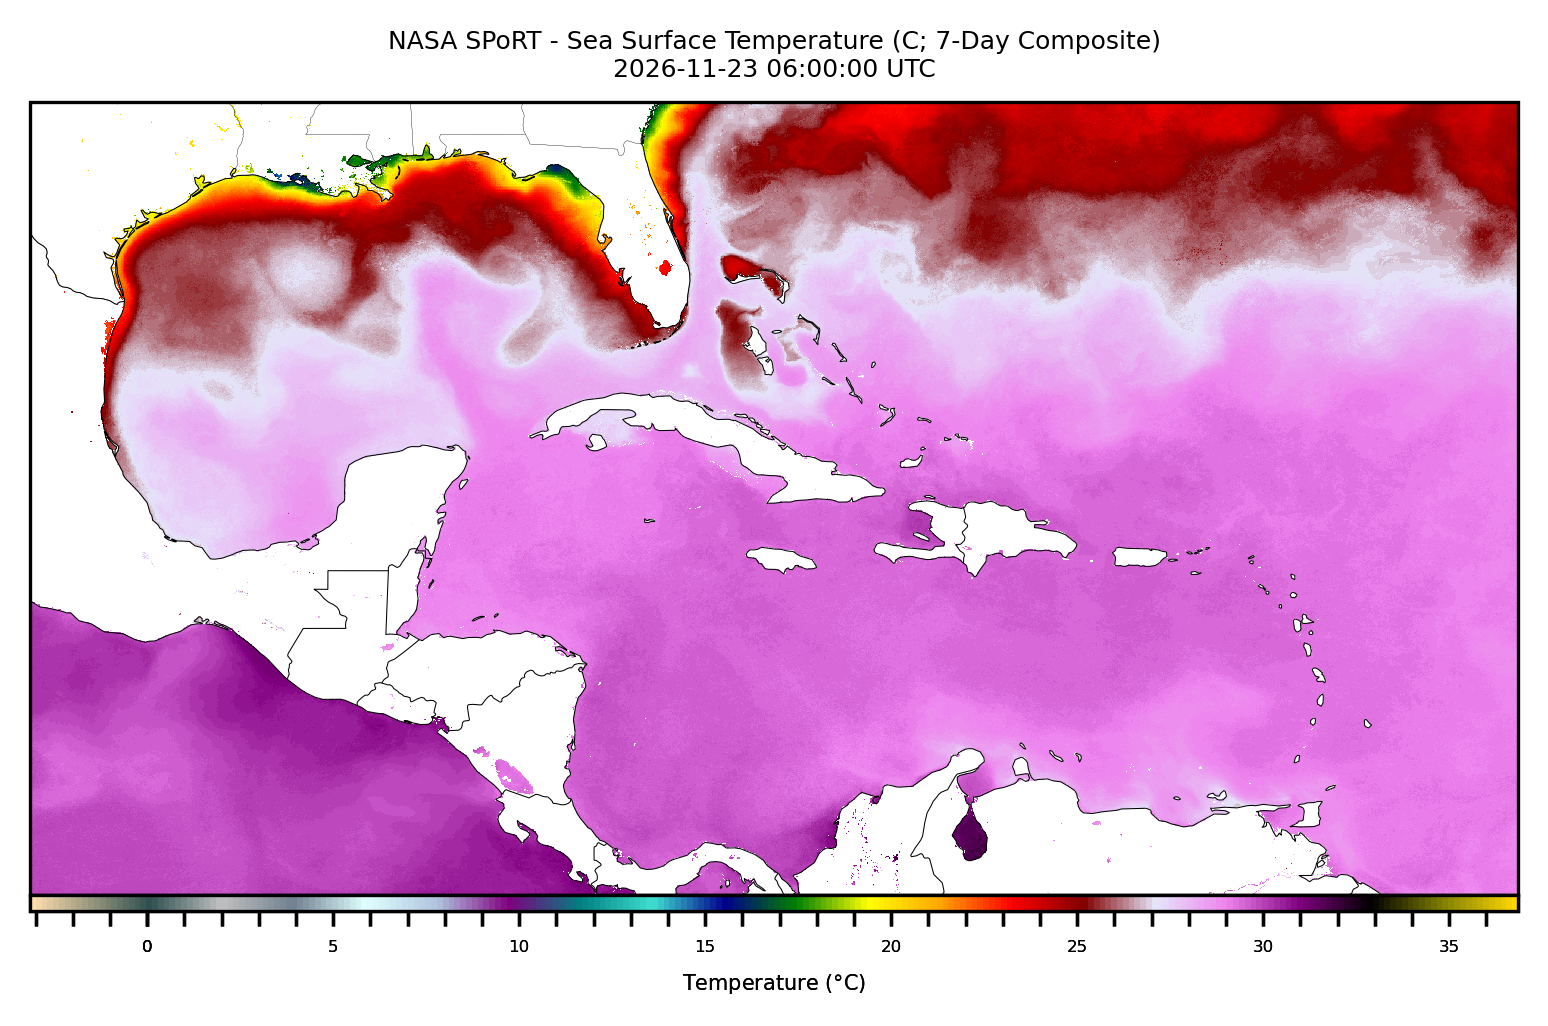 NASA SPoRT - Sea Surface Temperature (C; 7-Day Composite)
2026-11-23 06:00:00 UTC
0 5 10 15 20 25 30 35
Temperature (°C)